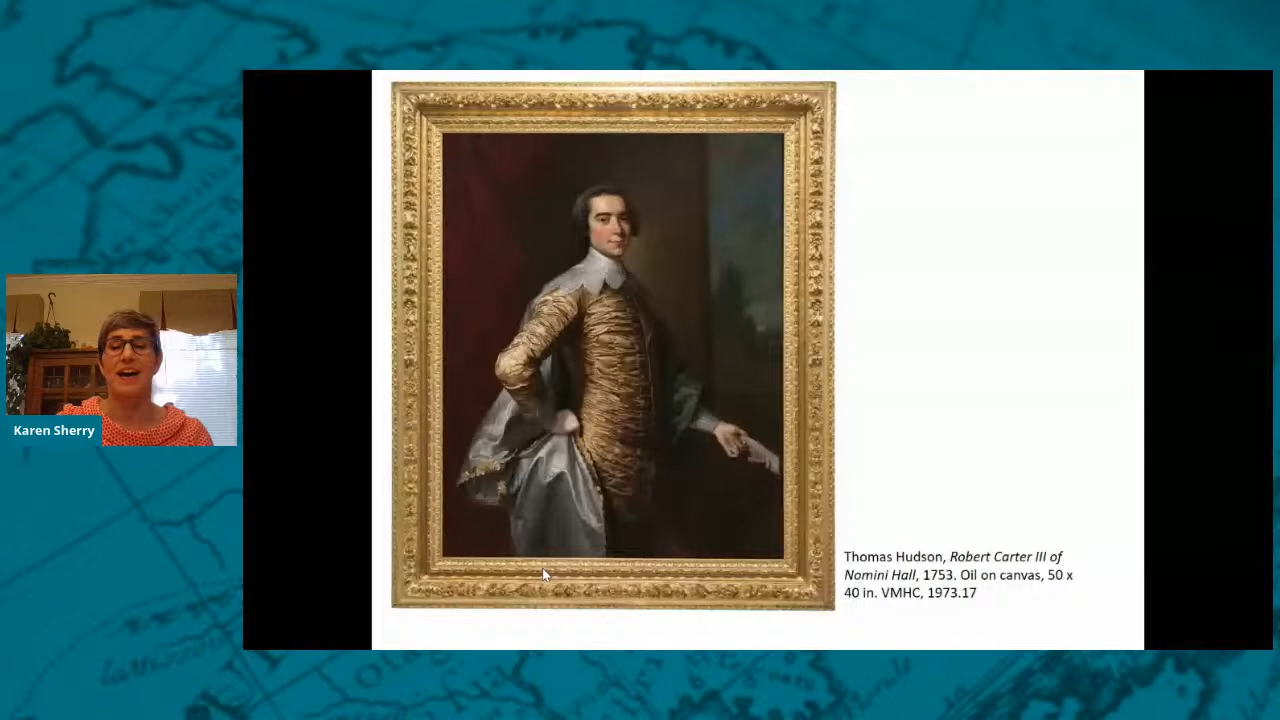 Karen Sherry
Thomas Hudson, Robert Carter III of
Nomini Hall, 1753. Oil on canvas, 50 x
40 in. VMHC, 1973.17